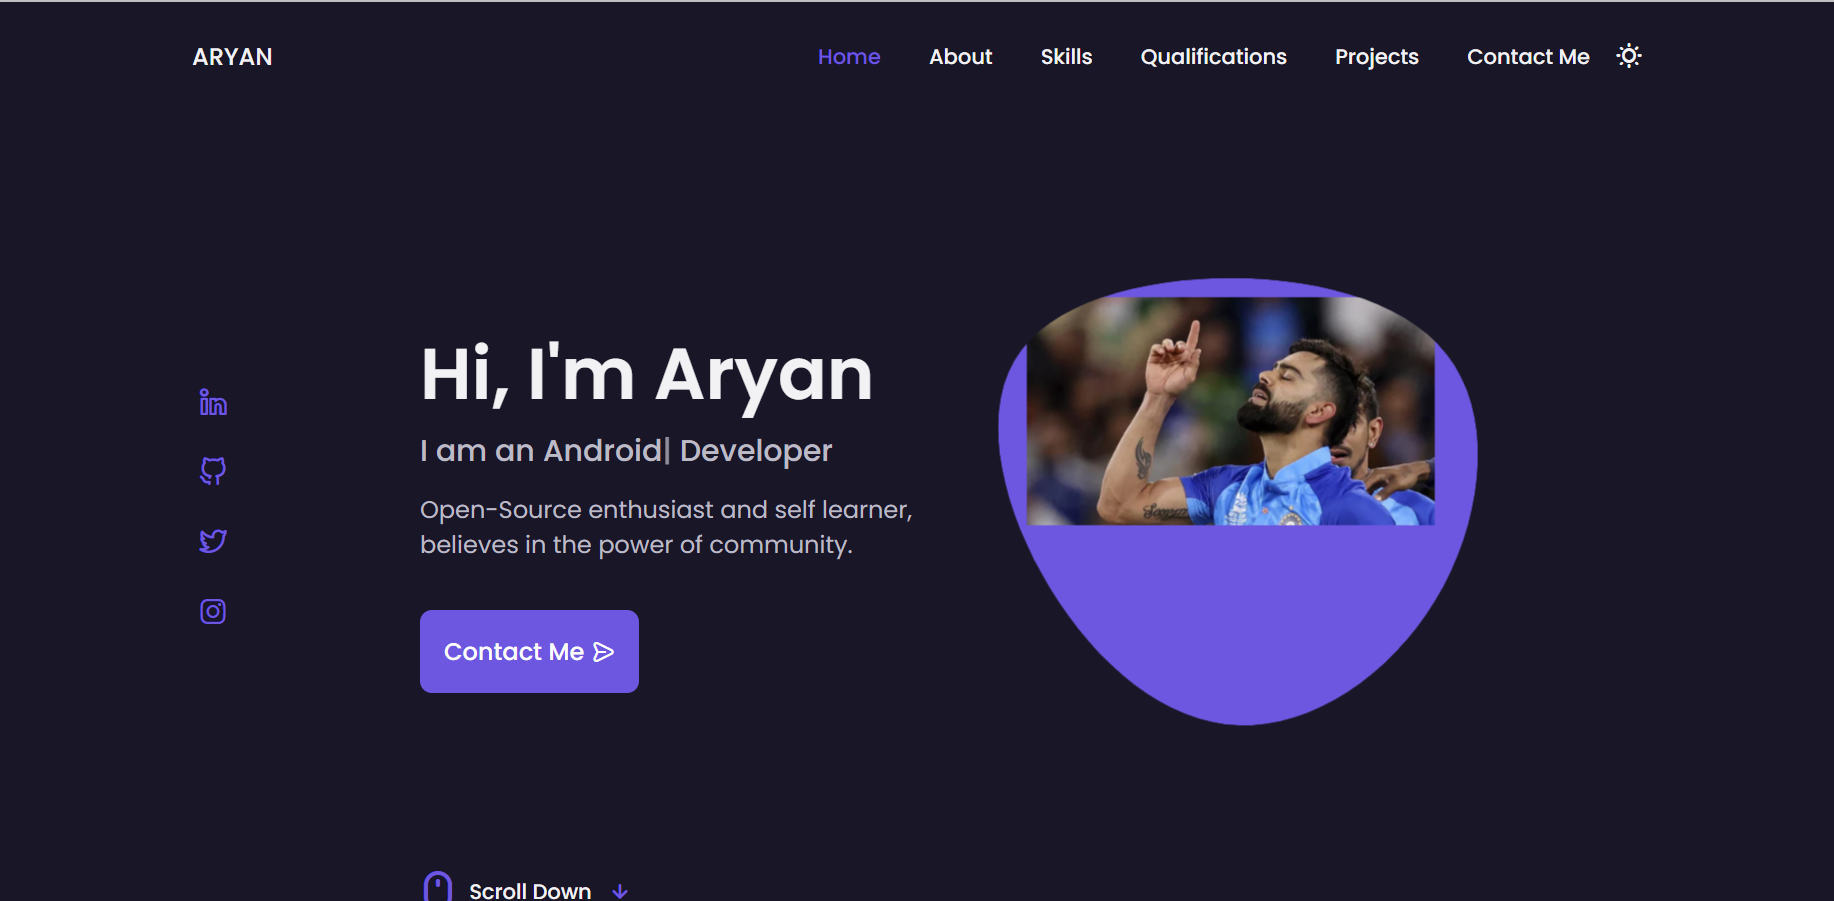 ARYAN
Home About Skills Qualifications Projects Contact Me
Hi, I'm Aryan
I am an Android| Developer
Open-Source enthusiast and self learner,
believes in the power of community.
Contact Me
Scroll Down